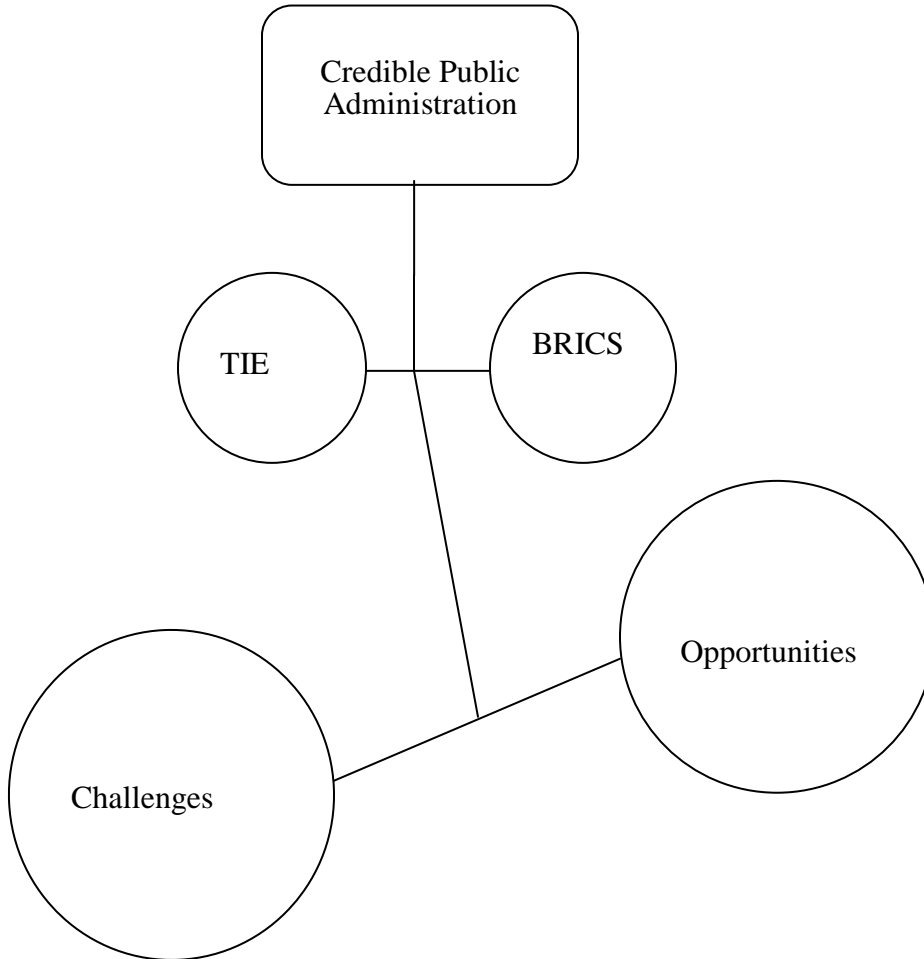 Credible Public
Administration
TIE
BRICS
Opportunities
Challenges